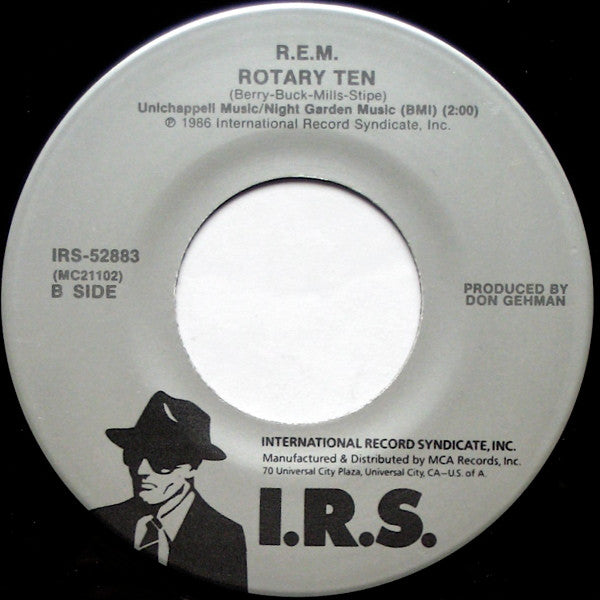 R.E.M.
ROTARY TEN
(Berry-Buck-Mills-Stipe)
Unichappell Music/Night Garden Music (BMI) (2:00)
℗ 1986 International Record Syndicate, Inc.
IRS-52883
(MC21102)
B SIDE
PRODUCED BY
DON GEHMAN
INTERNATIONAL RECORD SYNDICATE, INC.
Manufactured & Distributed by MCA Records, Inc.
70 Universal City Plaza, Universal City, CA--U.S. of A.
I.R.S.